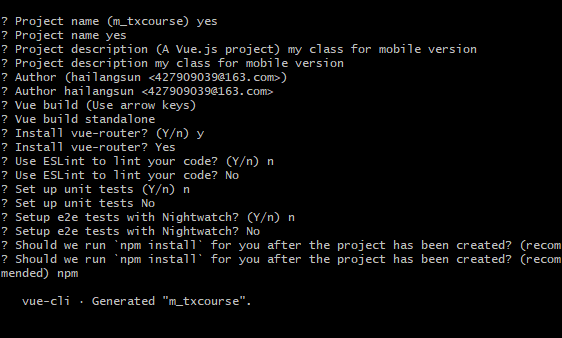 ? Project name (m_txcourse) yes
? Project name yes
? Project description (A Vue.js project) my class for mobile version
? Project description my class for mobile version
? Author (hailangsun <427909039@163.com>)
? Author hailangsun <427909039@163.com>
? Vue build (Use arrow keys)
? Vue build standalone
? Install vue-router? (Y/n) y
? Install vue-router? Yes
? Use ESLint to lint your code? (Y/n) n
? Use ESLint to lint your code? No
? Set up unit tests (Y/n) n
? Set up unit tests No
? Setup e2e tests with Nightwatch? (Y/n) n
? Setup e2e tests with Nightwatch? No
? Should we run `npm install` for you after the project has been created? (recom
? Should we run `npm install` for you after the project has been created? (recom
mended) npm
vue-cli · Generated "m_txcourse".